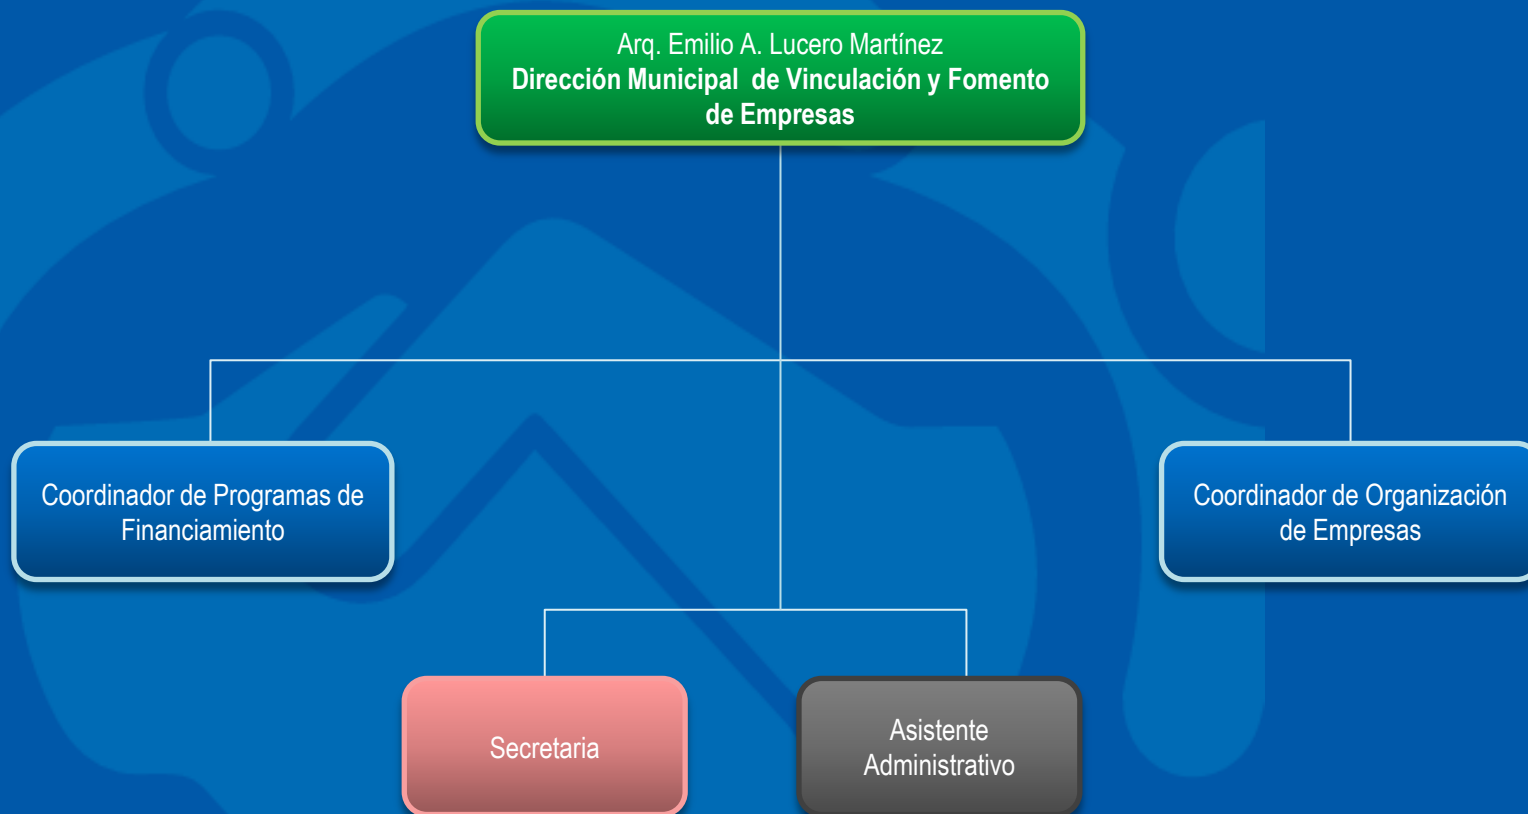 Arq. Emilio A. Lucero Martínez
Dirección Municipal  de Vinculación y Fomento
de Empresas
Coordinador de Programas de
Financiamiento
Coordinador de Organización
de Empresas
Secretaria
Asistente
Administrativo